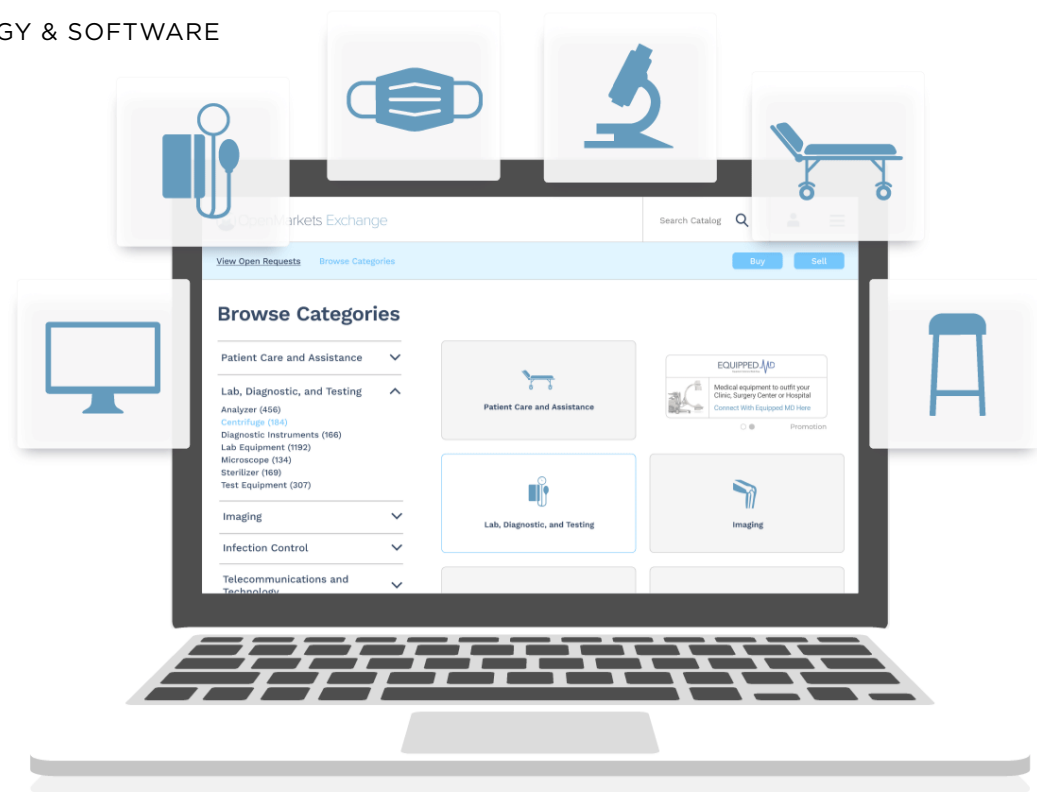 GY & SOFTWARE
OpenMarkets Exchange
Search Catalog
View Open Requests
Browse Categories
Buy
Sell
Browse Categories
Patient Care and Assistance
Lab, Diagnostic, and Testing
Analyzer (456)
Centrifuge (184)
Diagnostic Instruments (166)
Lab Equipment (1192)
Microscope (134)
Sterilizer (169)
Test Equipment (307)
Imaging
Infection Control
Telecommunications and
Technology
Patient Care and Assistance
EQUIPPED MD
Medical equipment to outfit your
Clinic, Surgery Center or Hospital
Connect With Equipped MD Here
Promotion
Lab, Diagnostic, and Testing
Imaging